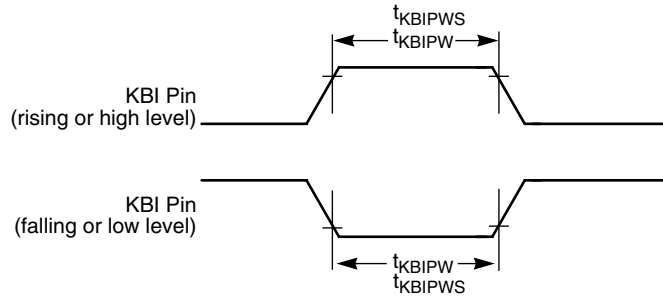 tKBIPWS
tKBIPW
KBI Pin
(rising or high level)
KBI Pin
(falling or low level)
tKBIPW
tKBIPWS